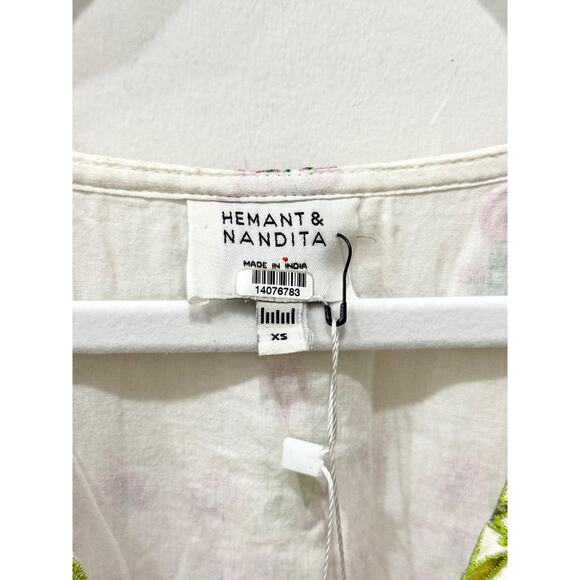 HEMANT &
NANDITA
MADE IN INDIA
14076783
XS